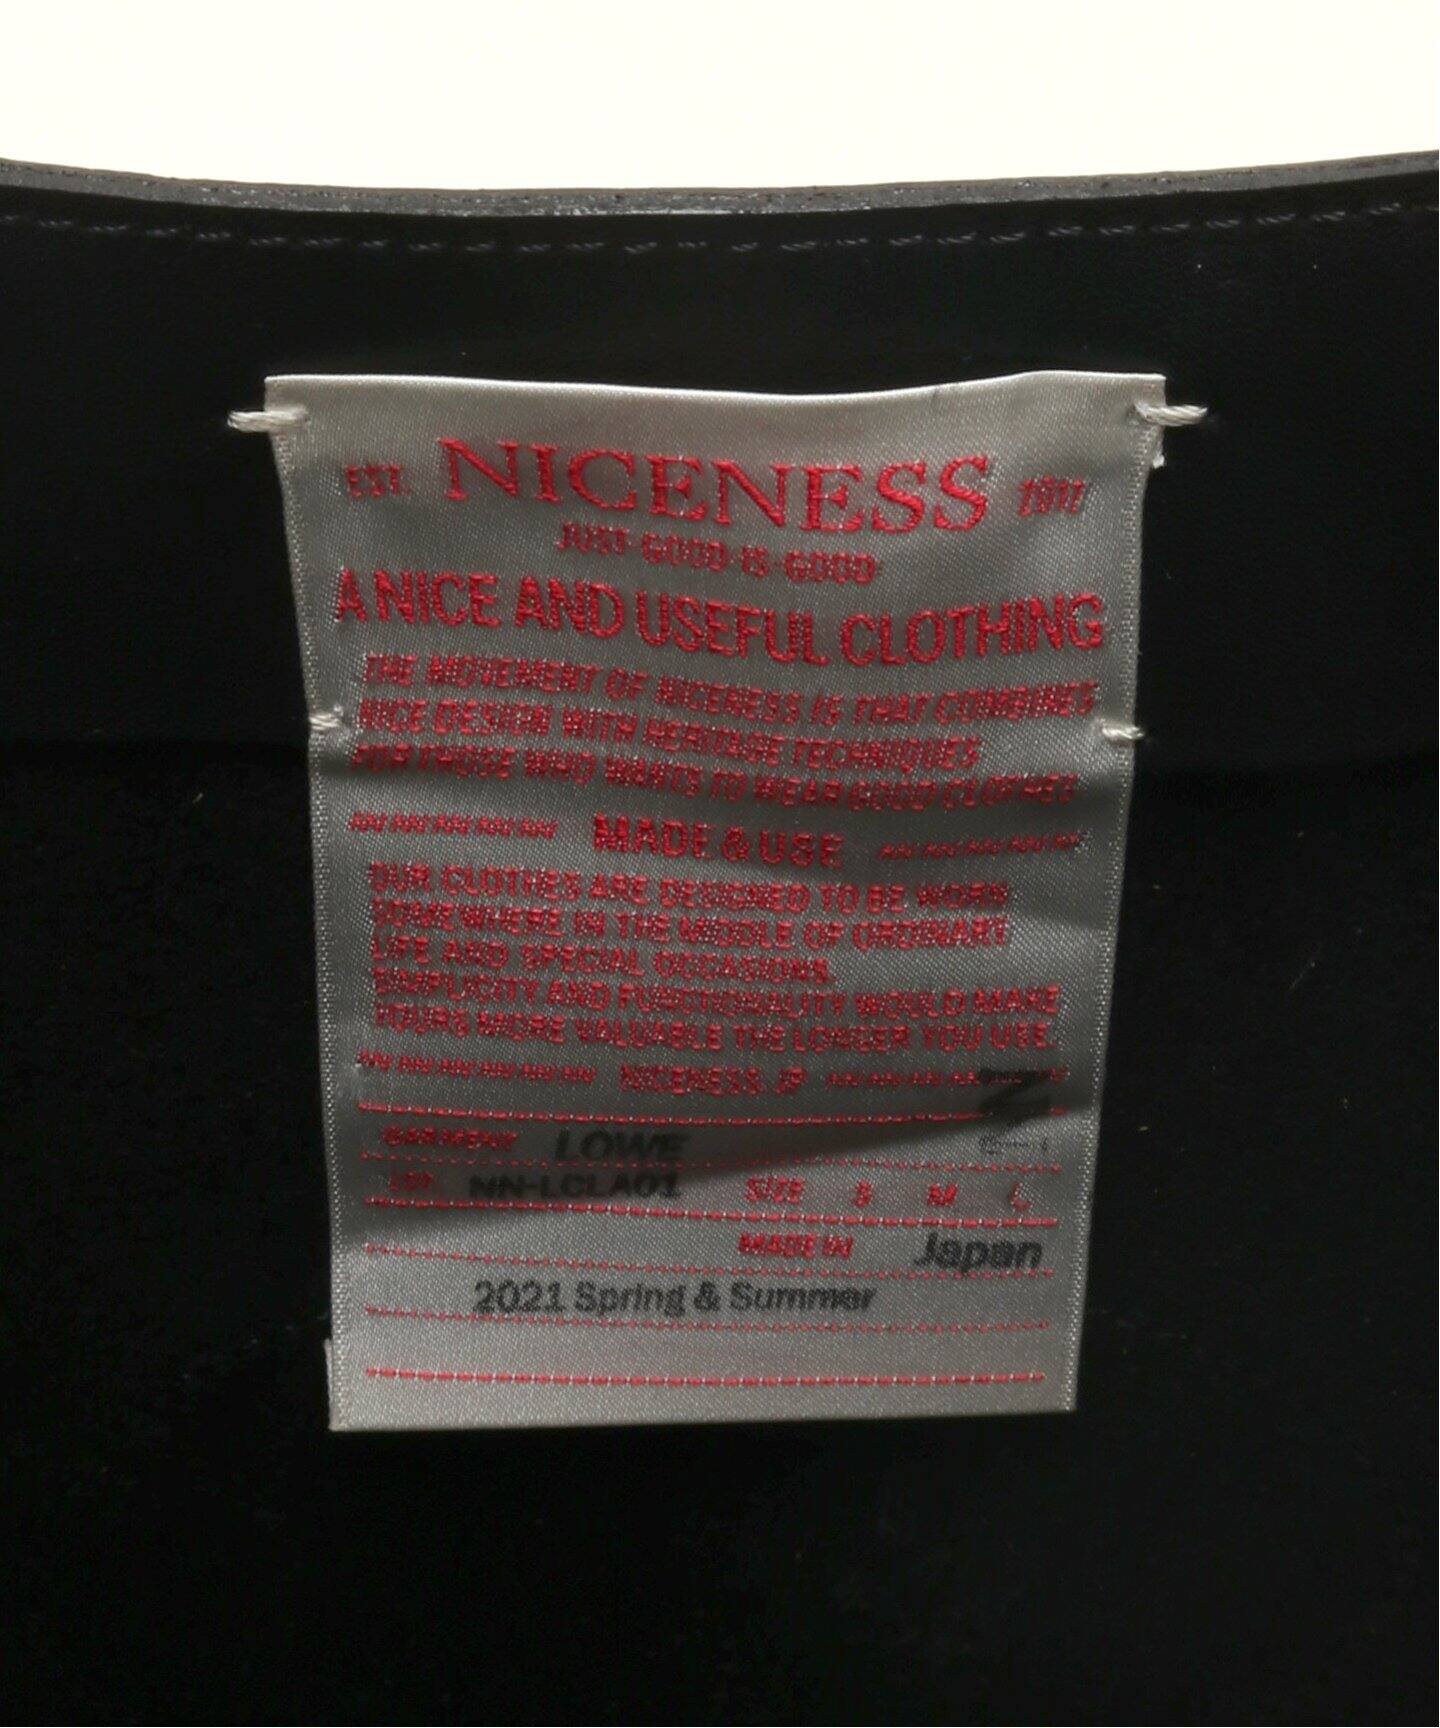 EST. NICENESS 2017
JUST·GOOD·IS·GOOD
A NICE AND USEFUL CLOTHING
THE MOVEMENT OF NICENESS IS THAT COMBINES
NICE DESIGN WITH HERITAGE TECHNIQUES
FOR THOSE WHO WANTS TO WEAR GOOD CLOTHES
MADE & USE
OUR CLOTHES ARE DESIGNED TO BE WORN
SOMEWHERE IN THE MIDDLE OF ORDINARY
LIFE AND SPECIAL OCCASIONS.
SIMPLICITY AND FUNCTIONALITY WOULD MAKE
YOURS MORE VALUABLE THE LONGER YOU USE.
NICENESS.JP
N
GARMENT LOWE
LOT. NN-LCLA01 SIZE S M L
MADE IN Japan
2021 Spring & Summer